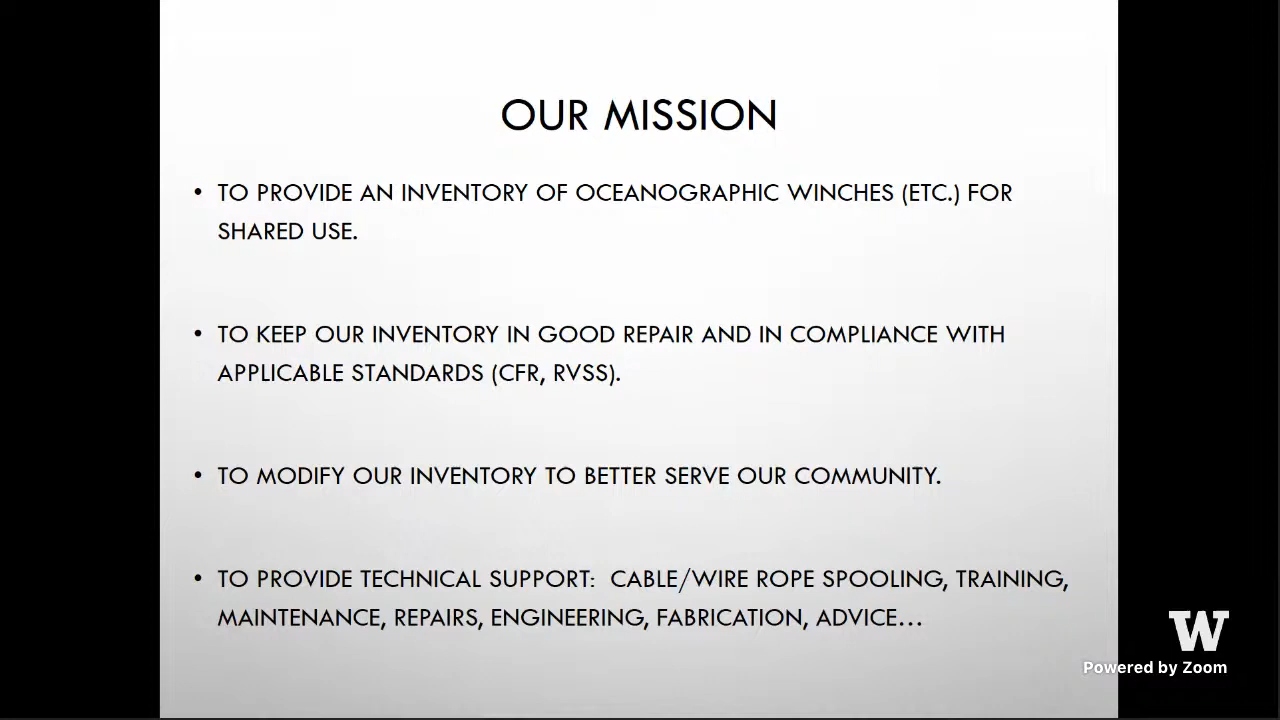 OUR MISSION
• TO PROVIDE AN INVENTORY OF OCEANOGRAPHIC WINCHES (ETC.) FOR
SHARED USE.
• TO KEEP OUR INVENTORY IN GOOD REPAIR AND IN COMPLIANCE WITH
APPLICABLE STANDARDS (CFR, RVSS).
• TO MODIFY OUR INVENTORY TO BETTER SERVE OUR COMMUNITY.
• TO PROVIDE TECHNICAL SUPPORT:  CABLE/WIRE ROPE SPOOLING, TRAINING,
MAINTENANCE, REPAIRS, ENGINEERING, FABRICATION, ADVICE...
W
Powered by Zoom